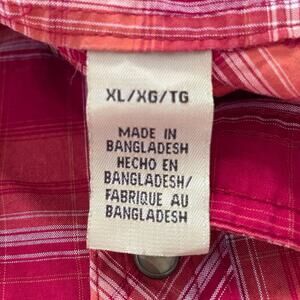 XL/XG/TG
MADE IN
BANGLADESH
HECHO EN
BANGLADESH/
FABRIQUE AU
BANGLADESH